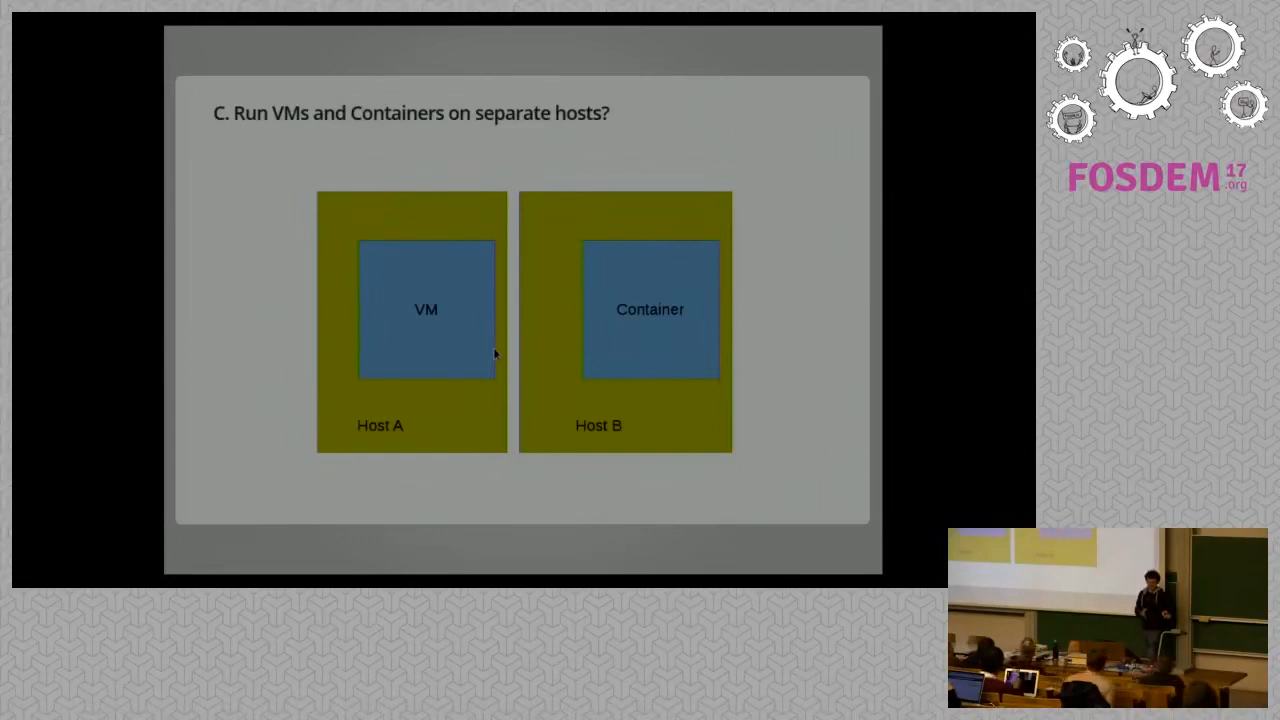 C. Run VMs and Containers on separate hosts?
VM
Container
Host A
Host B
FOSDEM 17
.org